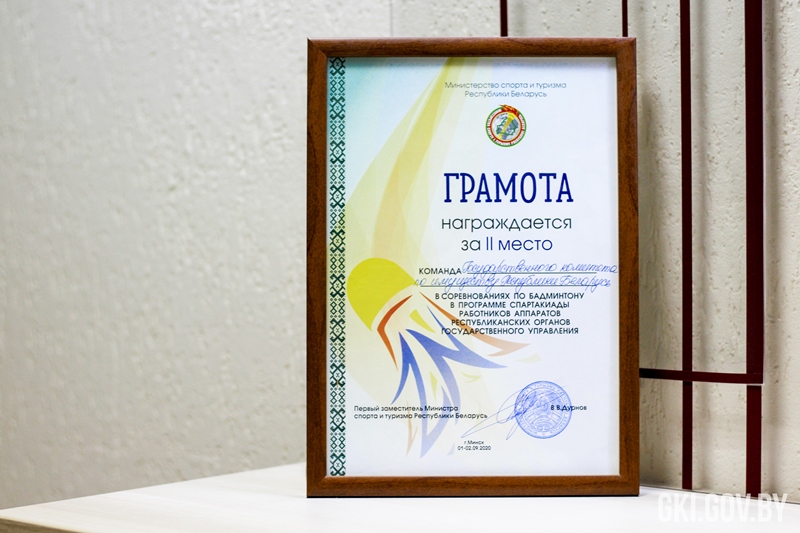 Министерство спорта и туризма
Республики Беларусь
ГРАМОТА
награждается
за II место
КОМАНДА Государственного комитета
по имуществу Республики Беларусь
В СОРЕВНОВАНИЯХ ПО БАДМИНТОНУ
В ПРОГРАММЕ СПАРТАКИАДЫ
РАБОТНИКОВ АППАРАТОВ
РЕСПУБЛИКАНСКИХ ОРГАНОВ
ГОСУДАРСТВЕННОГО УПРАВЛЕНИЯ
Первый заместитель Министра
спорта и туризма Республики Беларусь
В.В.Дурнов
г.Минск
01-02.09.2020
GKI.GOV.BY